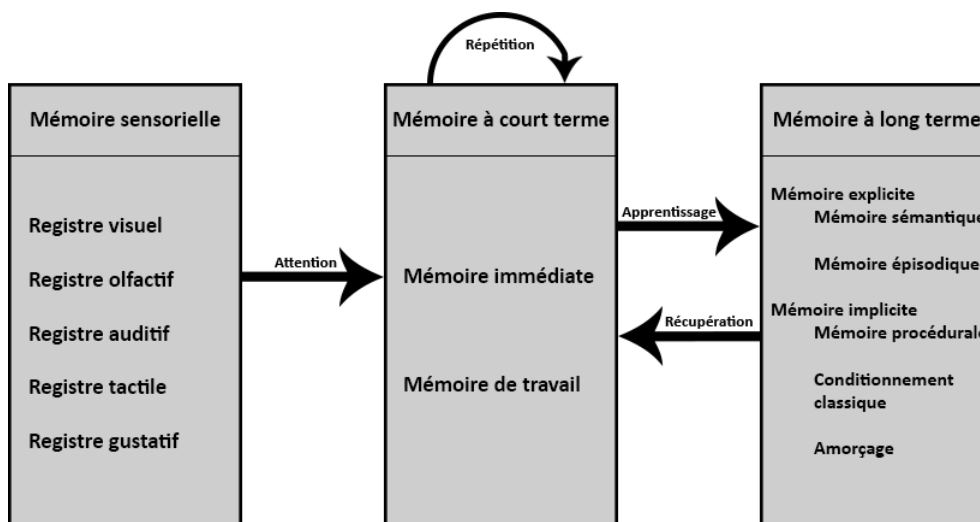 Répétition
Mémoire sensorielle
Registre visuel
Registre olfactif
Registre auditif
Registre tactile
Registre gustatif
Attention
Mémoire à court terme
Mémoire immédiate
Mémoire de travail
Apprentissage
Récupération
Mémoire à long terme
Mémoire explicite
Mémoire sémantique
Mémoire épisodique
Mémoire implicite
Mémoire procédurale
Conditionnement
classique
Amorçage